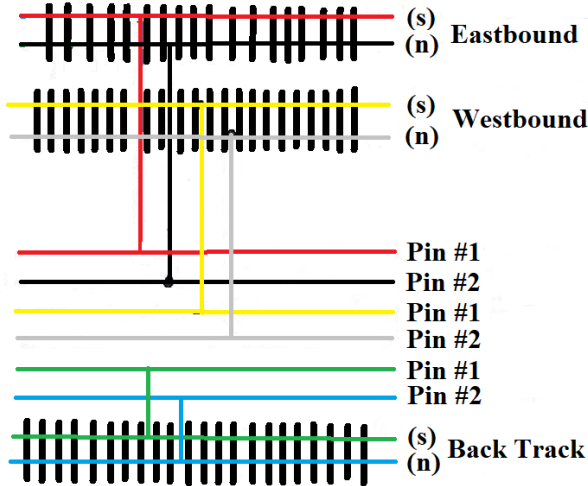 (s) Eastbound
(n)
(s) Westbound
(n)
Pin #1
Pin #2
Pin #1
Pin #2
Pin #1
Pin #2
(s) Back Track
(n)